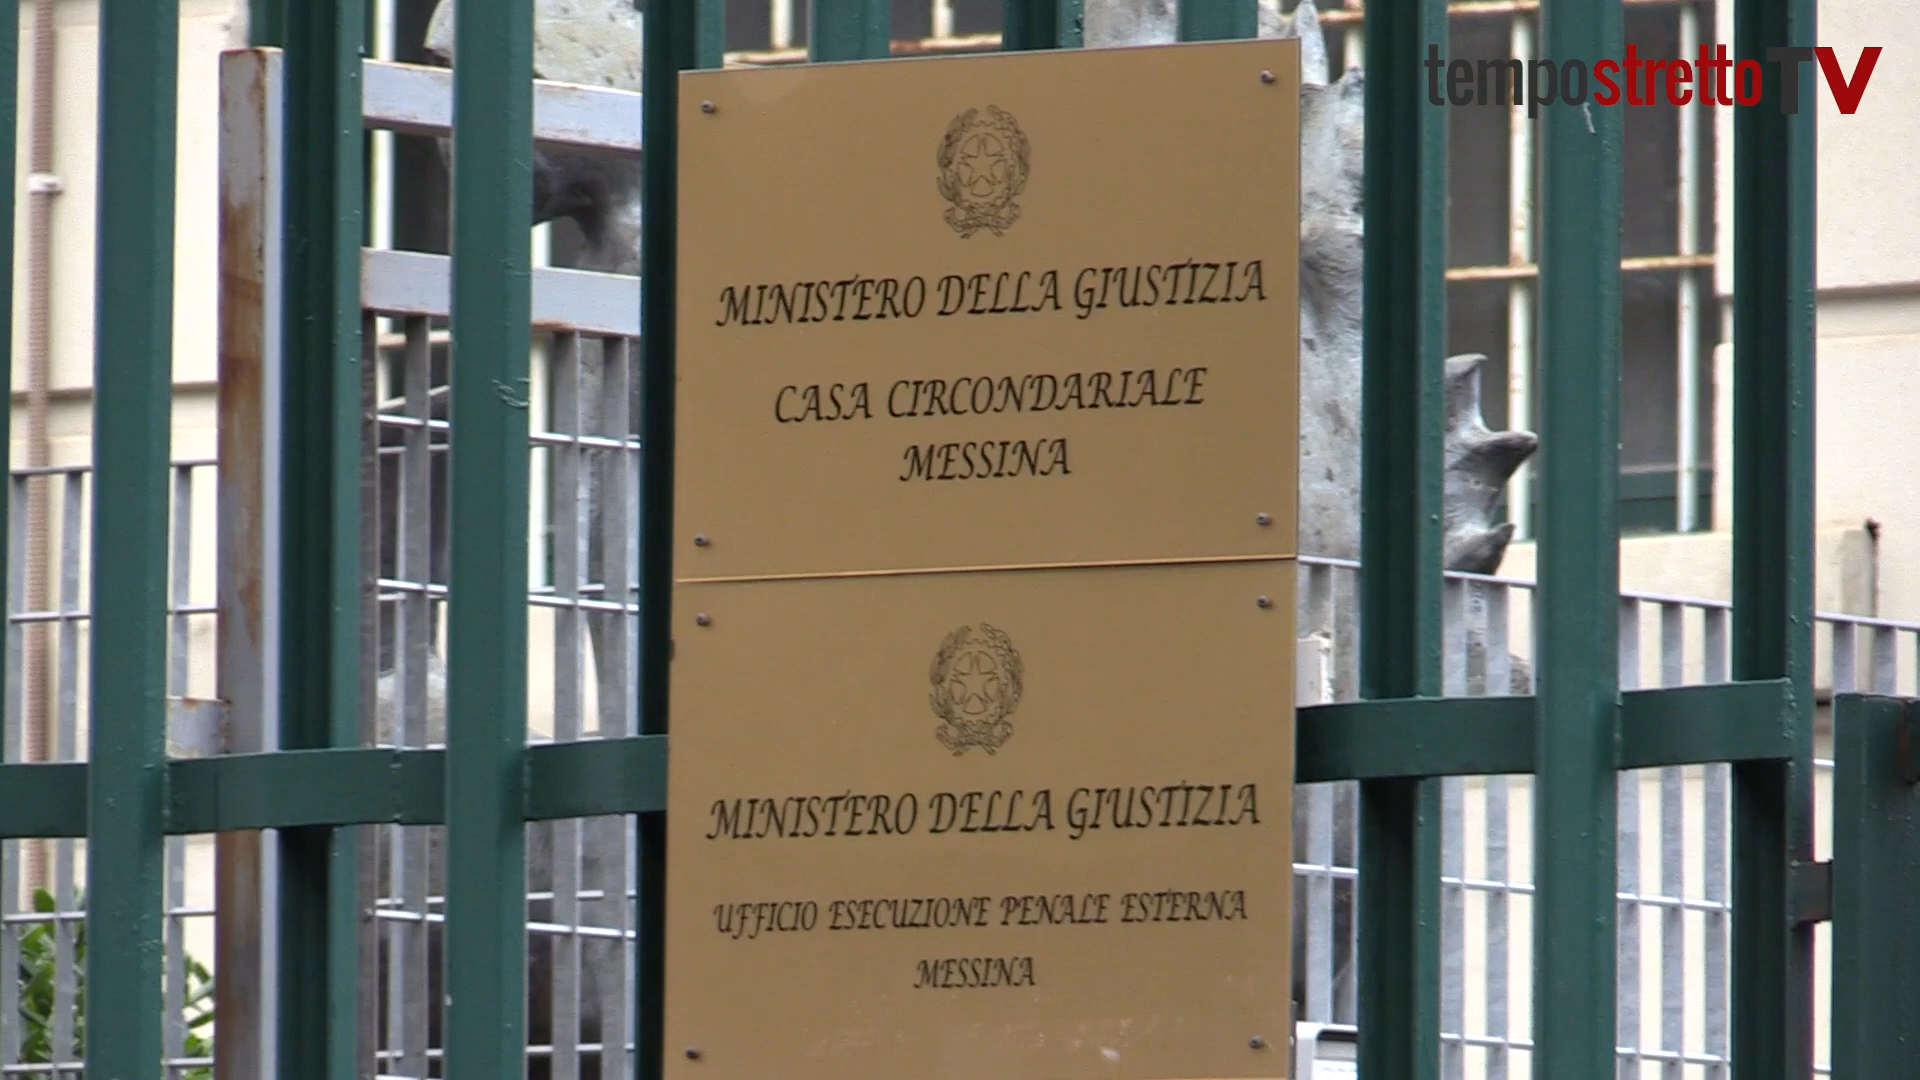 tempostrettoTV
MINISTERO DELLA GIUSTIZIA
CASA CIRCONDARIALE
MESSINA
MINISTERO DELLA GIUSTIZIA
UFFICIO ESECUZIONE PENALE ESTERNA
MESSINA